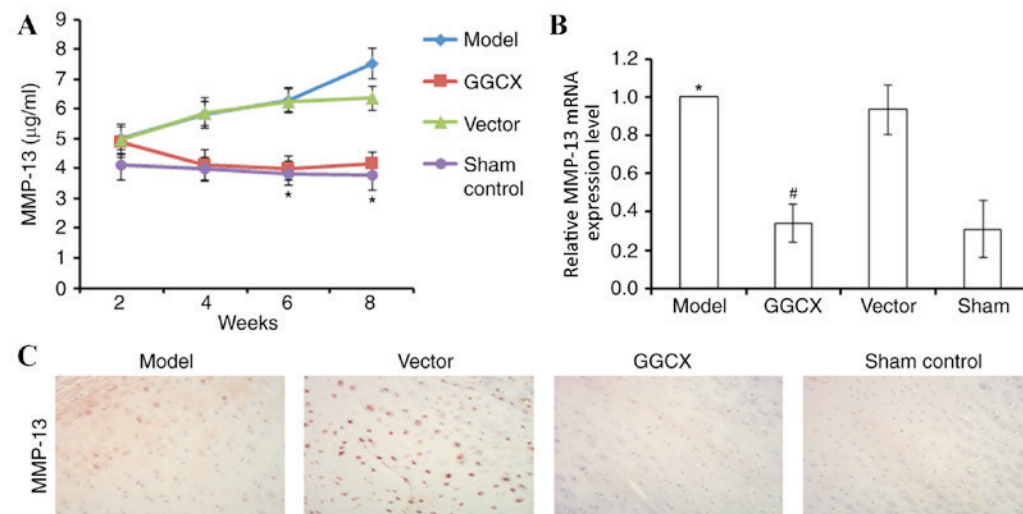 A
9
8
7
6
5
4
3
2
1
0
MMP-13 (μg/ml)
2 4 6 8
Weeks
Model
GGCX
Vector
Sham
control
* *
B
1.2
1.0
0.8
0.6
0.4
0.2
0.0
Relative MMP-13 mRNA
expression level
*
#
Model GGCX Vector Sham
C
Model Vector GGCX Sham control
MMP-13